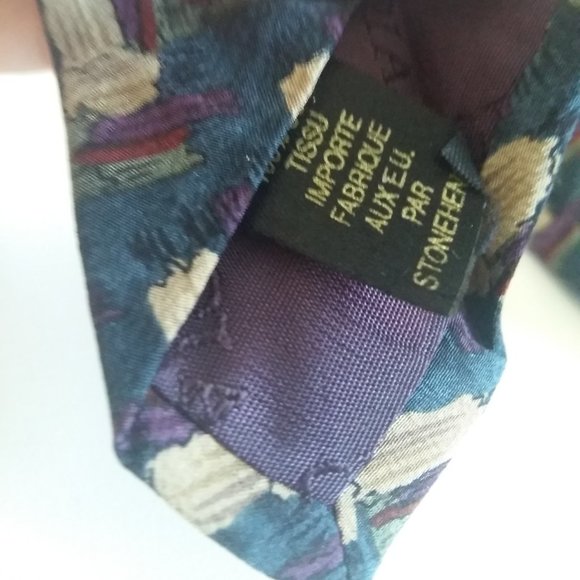 TISSU
IMPORTE
FABRIQUE
AUX E.U.
PAR
STONEHEN